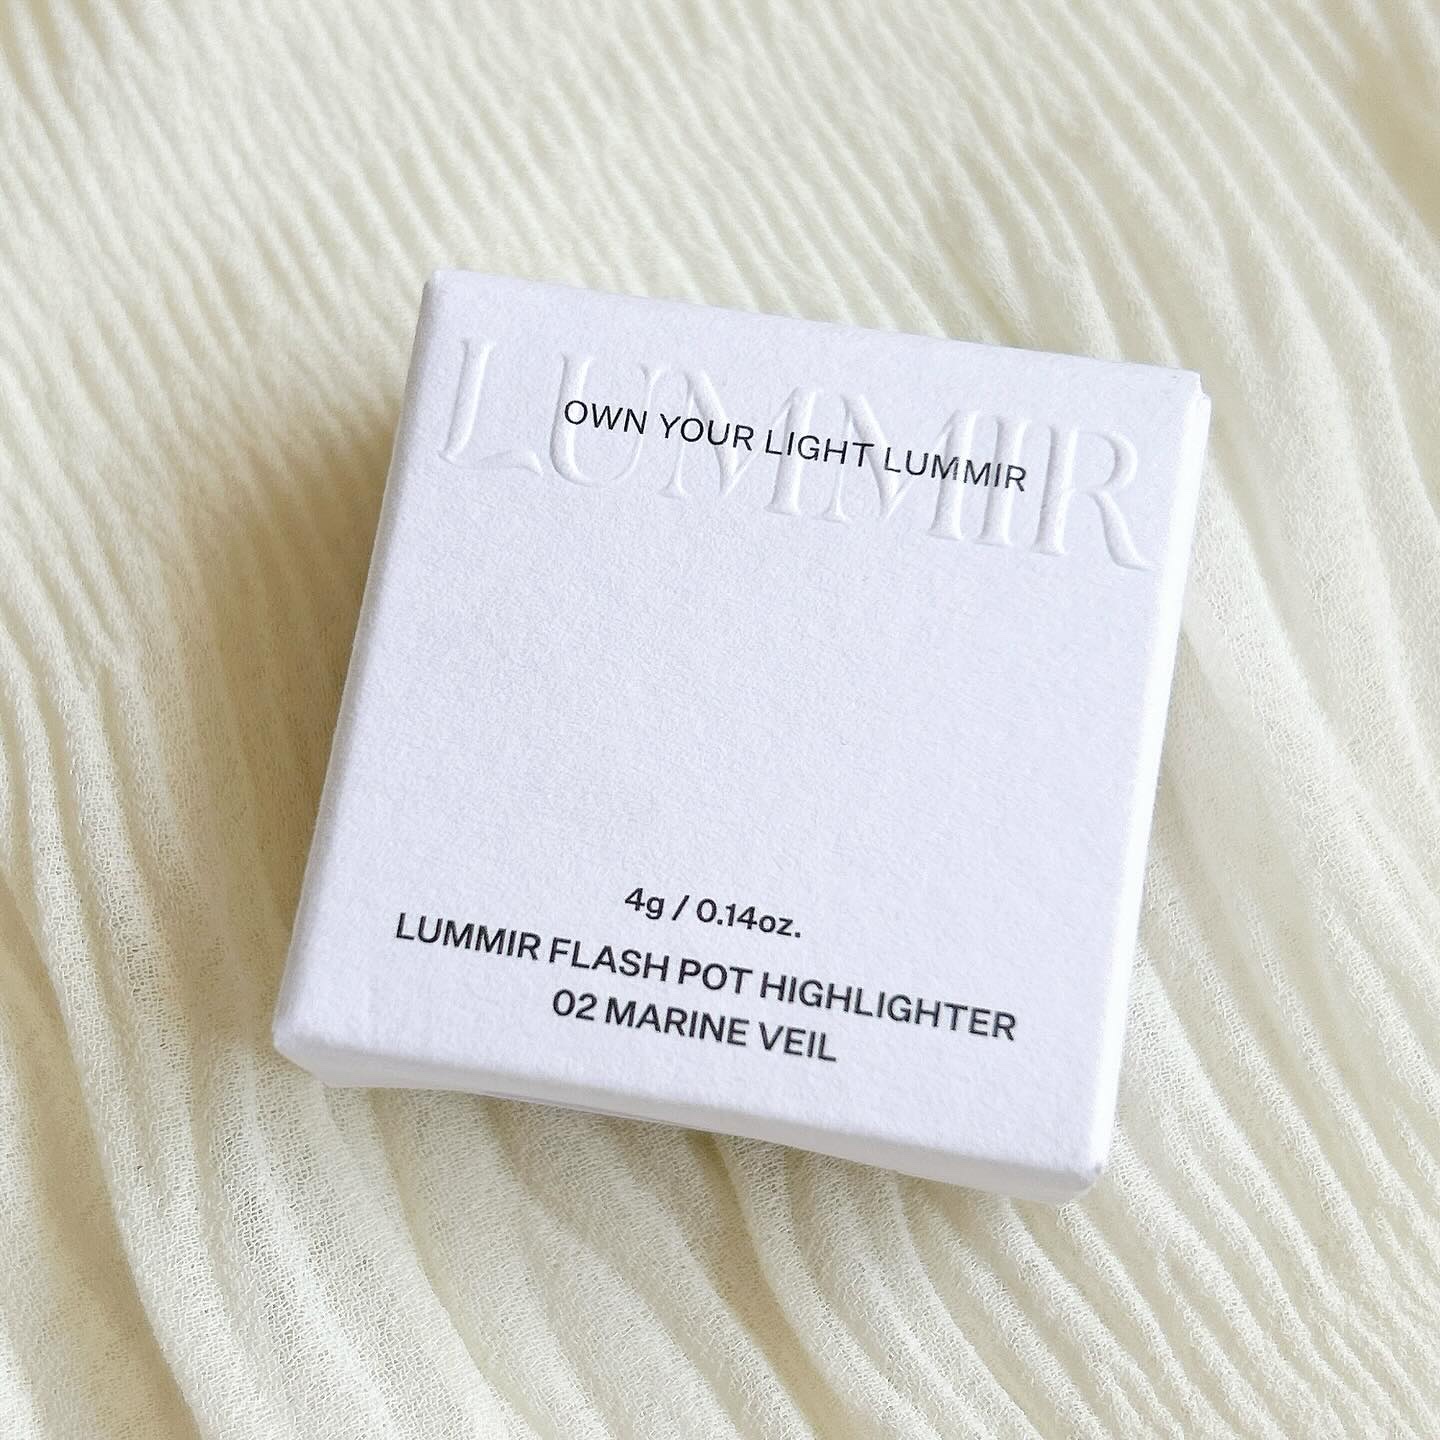 LUMMIR
OWN YOUR LIGHT LUMMIR
4g / 0.14oz.
LUMMIR FLASH POT HIGHLIGHTER
02 MARINE VEIL